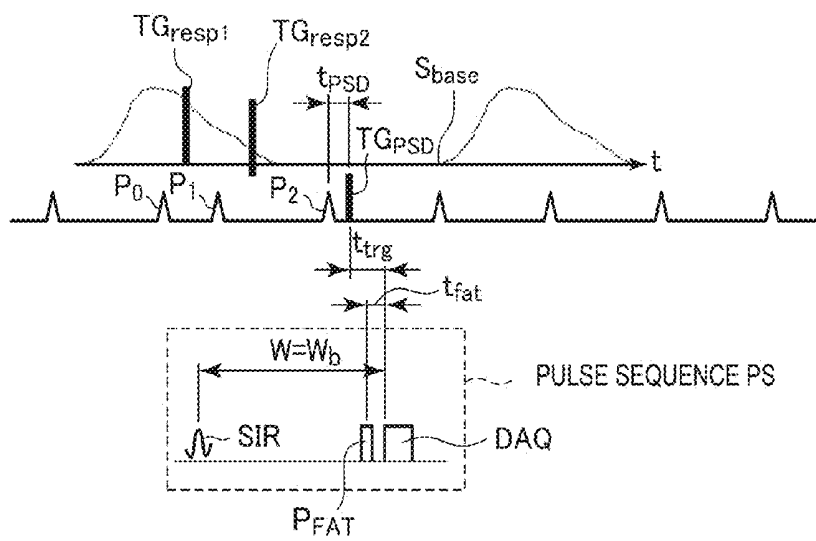 TGresp1
TGresp2
tPSD
Sbase
TGPSD
t
P0
P1
P2
ttrg
tfat
W=Wb
PULSE SEQUENCE PS
SIR
DAQ
PFAT